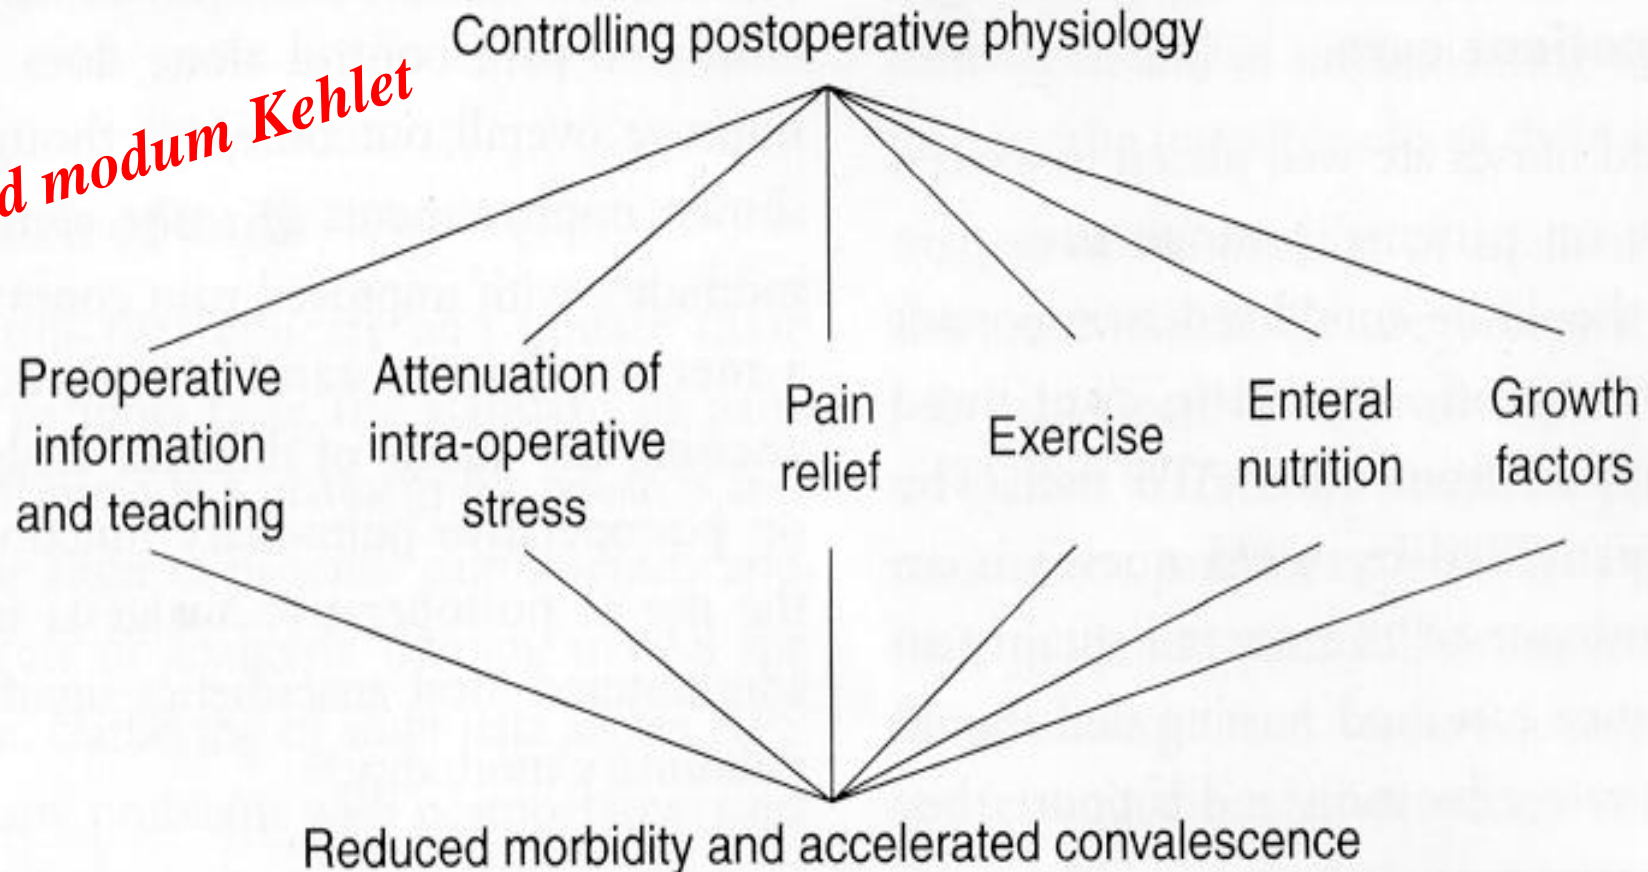 Controlling postoperative physiology
d modum Kehlet
Preoperative
information
and teaching
Attenuation of
intra-operative
stress
Pain
relief
Exercise
Enteral
nutrition
Growth
factors
Reduced morbidity and accelerated convalescence